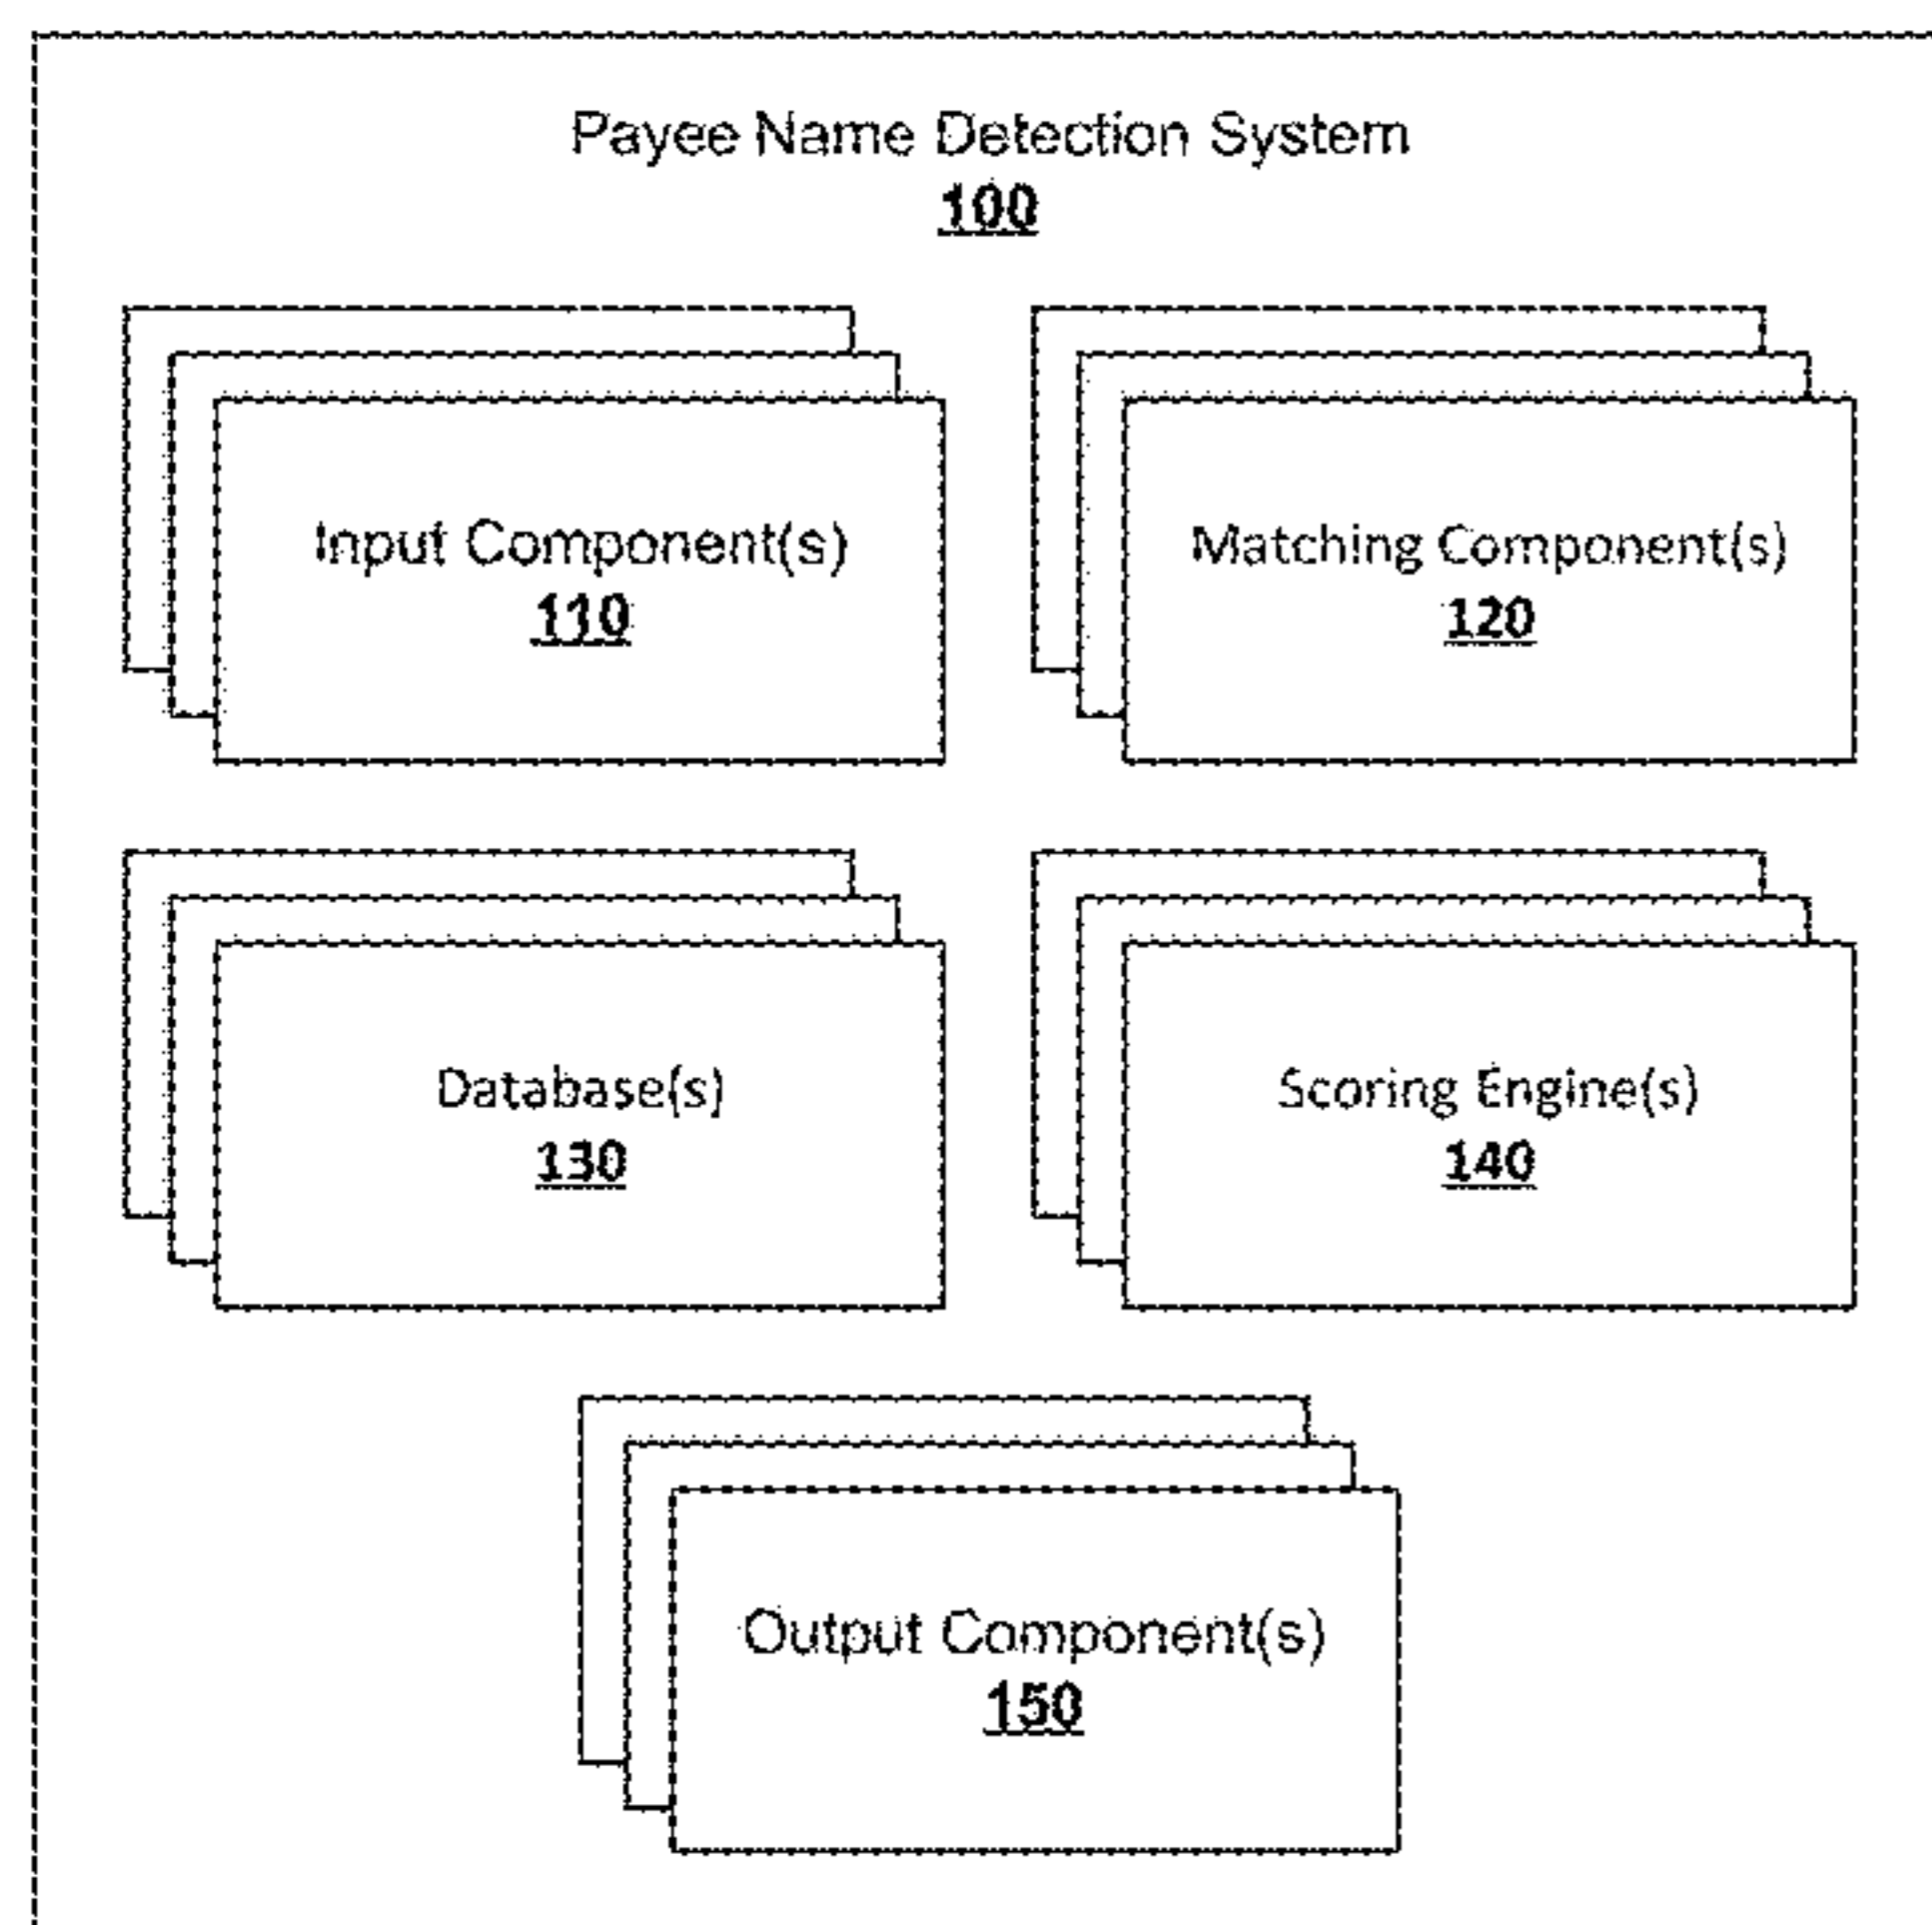 Payee Name Detection System
100
Input Component(s)
110
Matching Component(s)
120
Database(s)
130
Scoring Engine(s)
140
Output Component(s)
150